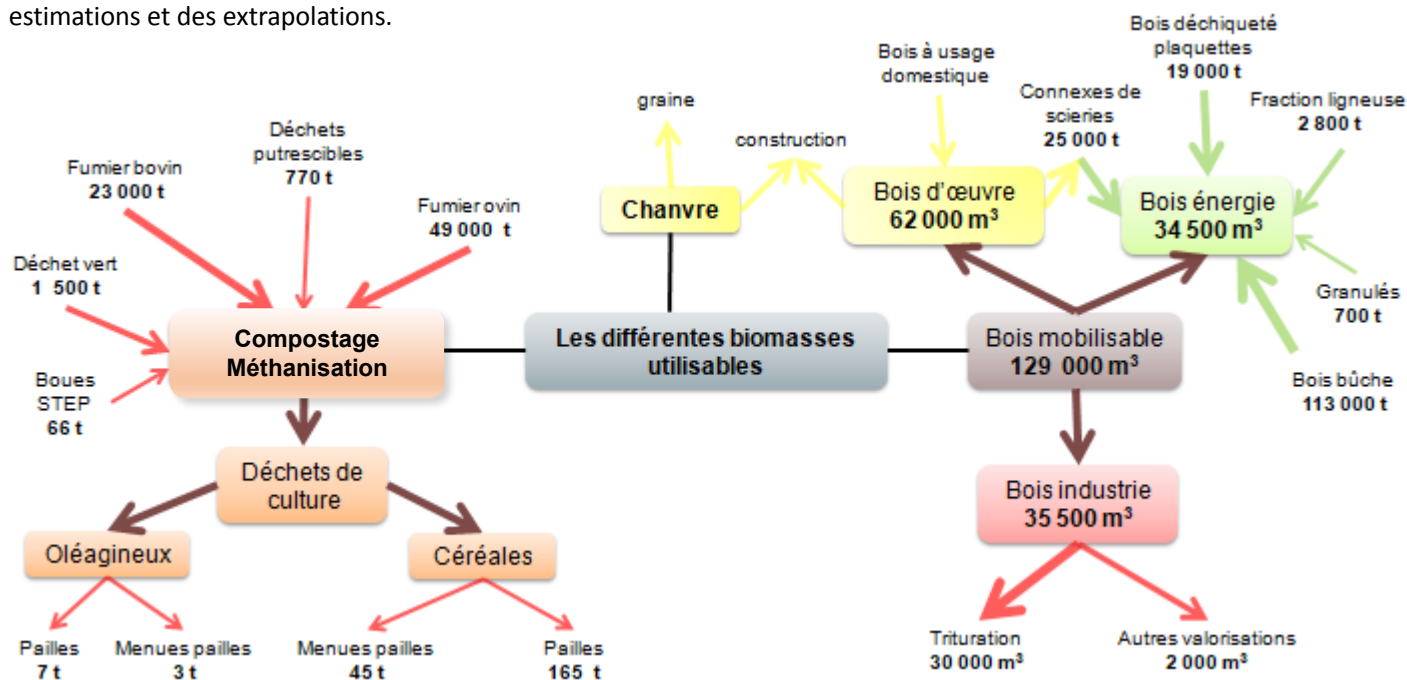 estimations et des extrapolations.
Bois déchiqueté
plaquettes
19 000 t
Bois à usage
domestique
Connexes de
scieries
25 000 t
Fraction ligneuse
2 800 t
graine
construction
Déchets
putrescibles
770 t
Fumier bovin
23 000 t
Fumier ovin
49 000 t
Chanvre
Bois d'œuvre
62 000 m³
Bois énergie
34 500 m³
Déchet vert
1 500 t
Granulés
700 t
Compostage
Méthanisation
Les différentes biomasses
utilisables
Bois mobilisable
129 000 m³
Boues
STEP
66 t
Bois bûche
113 000 t
Déchets de
culture
Bois industrie
35 500 m³
Oléagineux
Céréales
Pailles
7 t
Menues pailles
3 t
Menues pailles
45 t
Pailles
165 t
Trituration
30 000 m³
Autres valorisations
2 000 m³